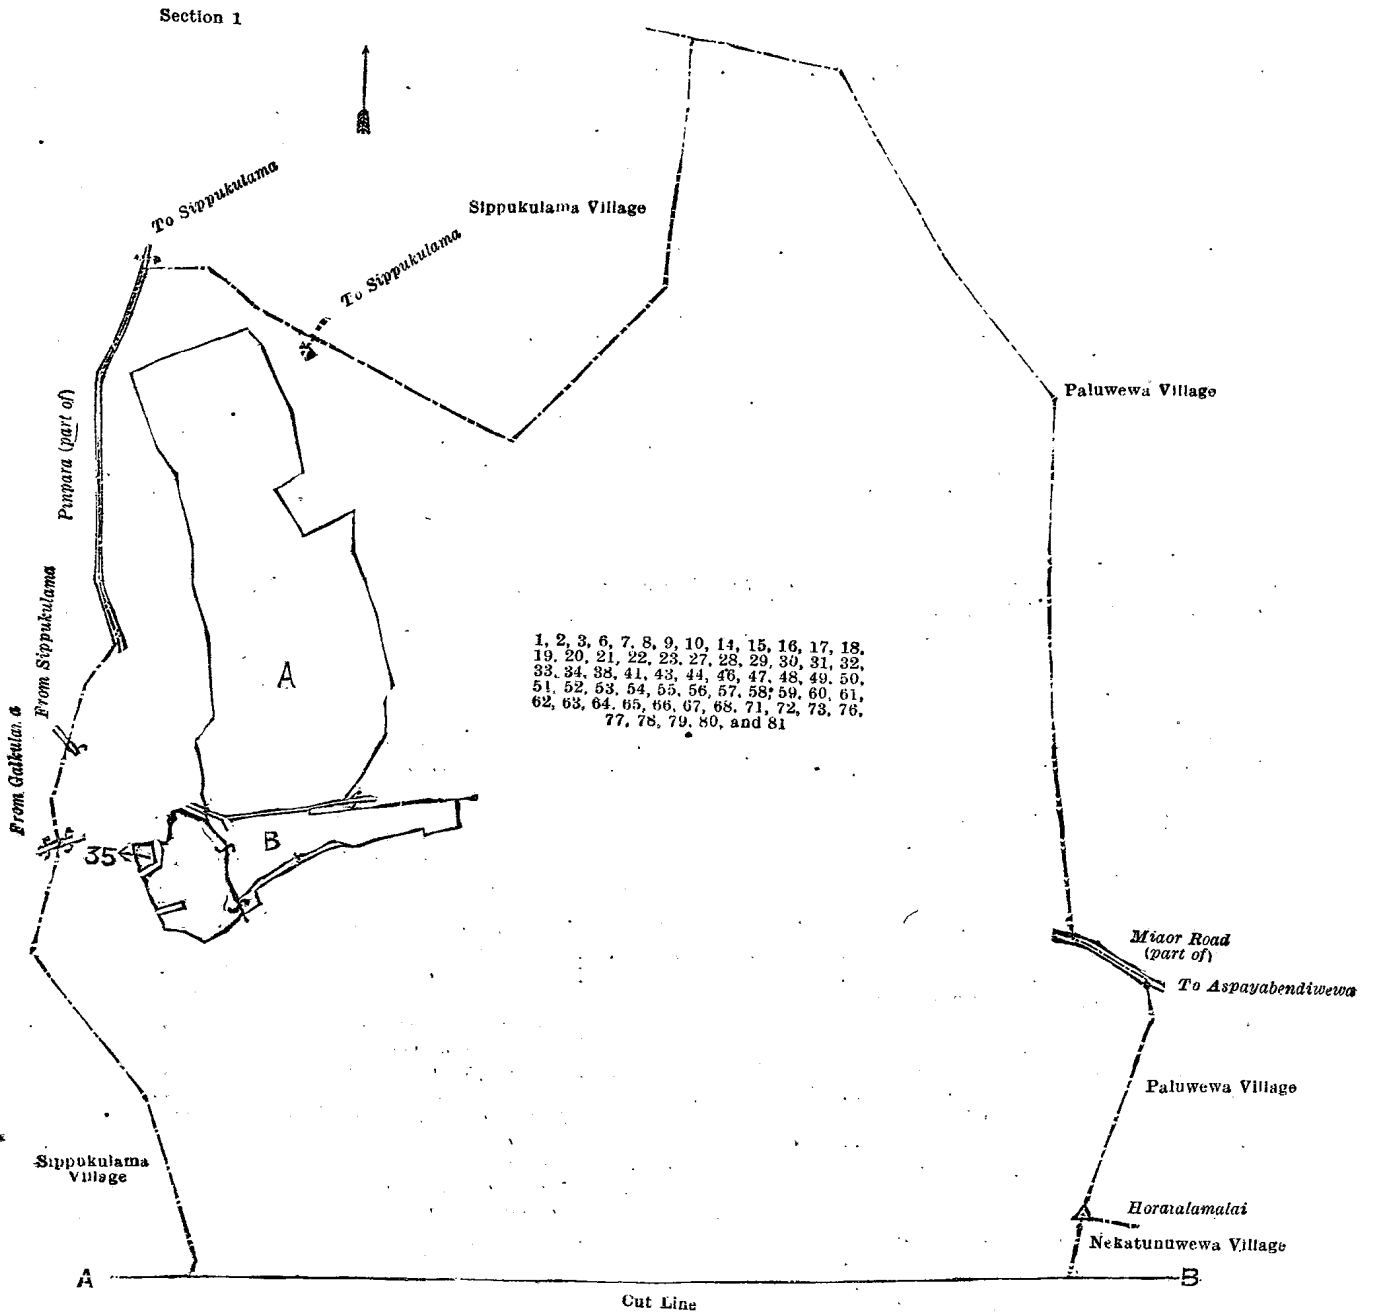 Section 1
To Sippukulama
Sippukulama Village
To Sippukulama
Paluwewa Village
Pinpara (part of)
From Sippukulama
A
1, 2, 3, 6, 7, 8, 9, 10, 14, 15, 16, 17, 18,
19, 20, 21, 22, 23, 27, 28, 29, 30, 31, 32,
33, 34, 38, 41, 43, 44, 46, 47, 48, 49, 50,
51, 52, 53, 54, 55, 56, 57, 58, 59, 60, 61,
62, 63, 64, 65, 66, 67, 68, 71, 72, 73, 76,
77, 78, 79, 80, and 81
From
B
35
Miaor Road
(part of)
To Aspayabendiwewa
Paluwewa Village
Sippukulama
Village
Nekatunuwewa Village
A
B
Cut Line